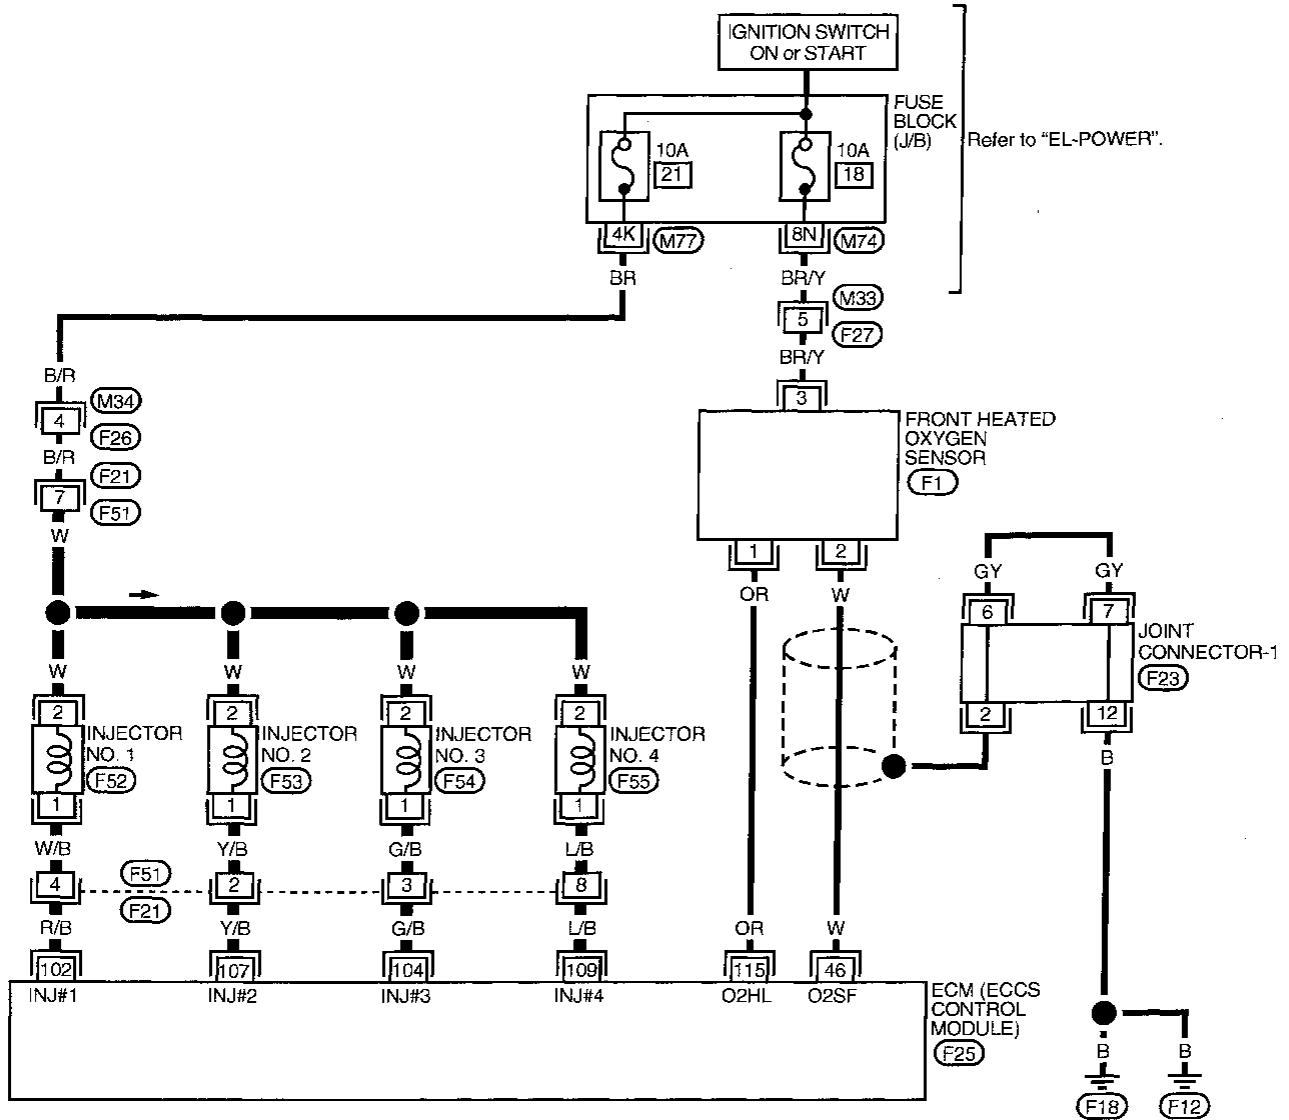 IGNITION SWITCH
ON or START
FUSE
BLOCK
(J/B)
Refer to "EL-POWER".
10A
21
10A
18
4K
M77
8N
M74
BR
BR/Y
M33
5
F27
BR/Y
B/R
M34
4
F26
B/R
F21
7
F51
W
3
FRONT HEATED
OXYGEN
SENSOR
F1
1
2
OR
W
GY
GY
6
7
JOINT
CONNECTOR-1
F23
2
12
B
W
W
W
W
2
2
2
2
INJECTOR
NO. 1
F52
INJECTOR
NO. 2
F53
INJECTOR
NO. 3
F54
INJECTOR
NO. 4
F55
1
1
1
1
W/B
Y/B
G/B
L/B
F51
4
2
3
8
F21
R/B
Y/B
G/B
L/B
OR
W
102
107
104
109
115
46
INJ#1
INJ#2
INJ#3
INJ#4
O2HL
O2SF
ECM (ECCS
CONTROL
MODULE)
F25
B
B
F18
F12